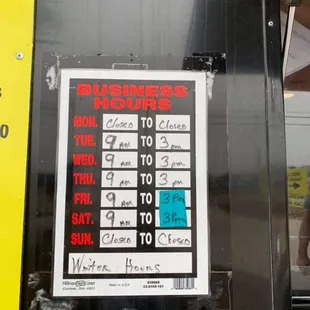 BUSINESS
HOURS
MON. Closed TO Closed
TUE. 9 am TO 3 pm
WED. 9 am TO 3 pm
THU. 9 am TO 3 pm
FRI. 9 am TO 3 pm
SAT. 9 am TO 3 pm
SUN. Closed TO Closed
Winter Hours